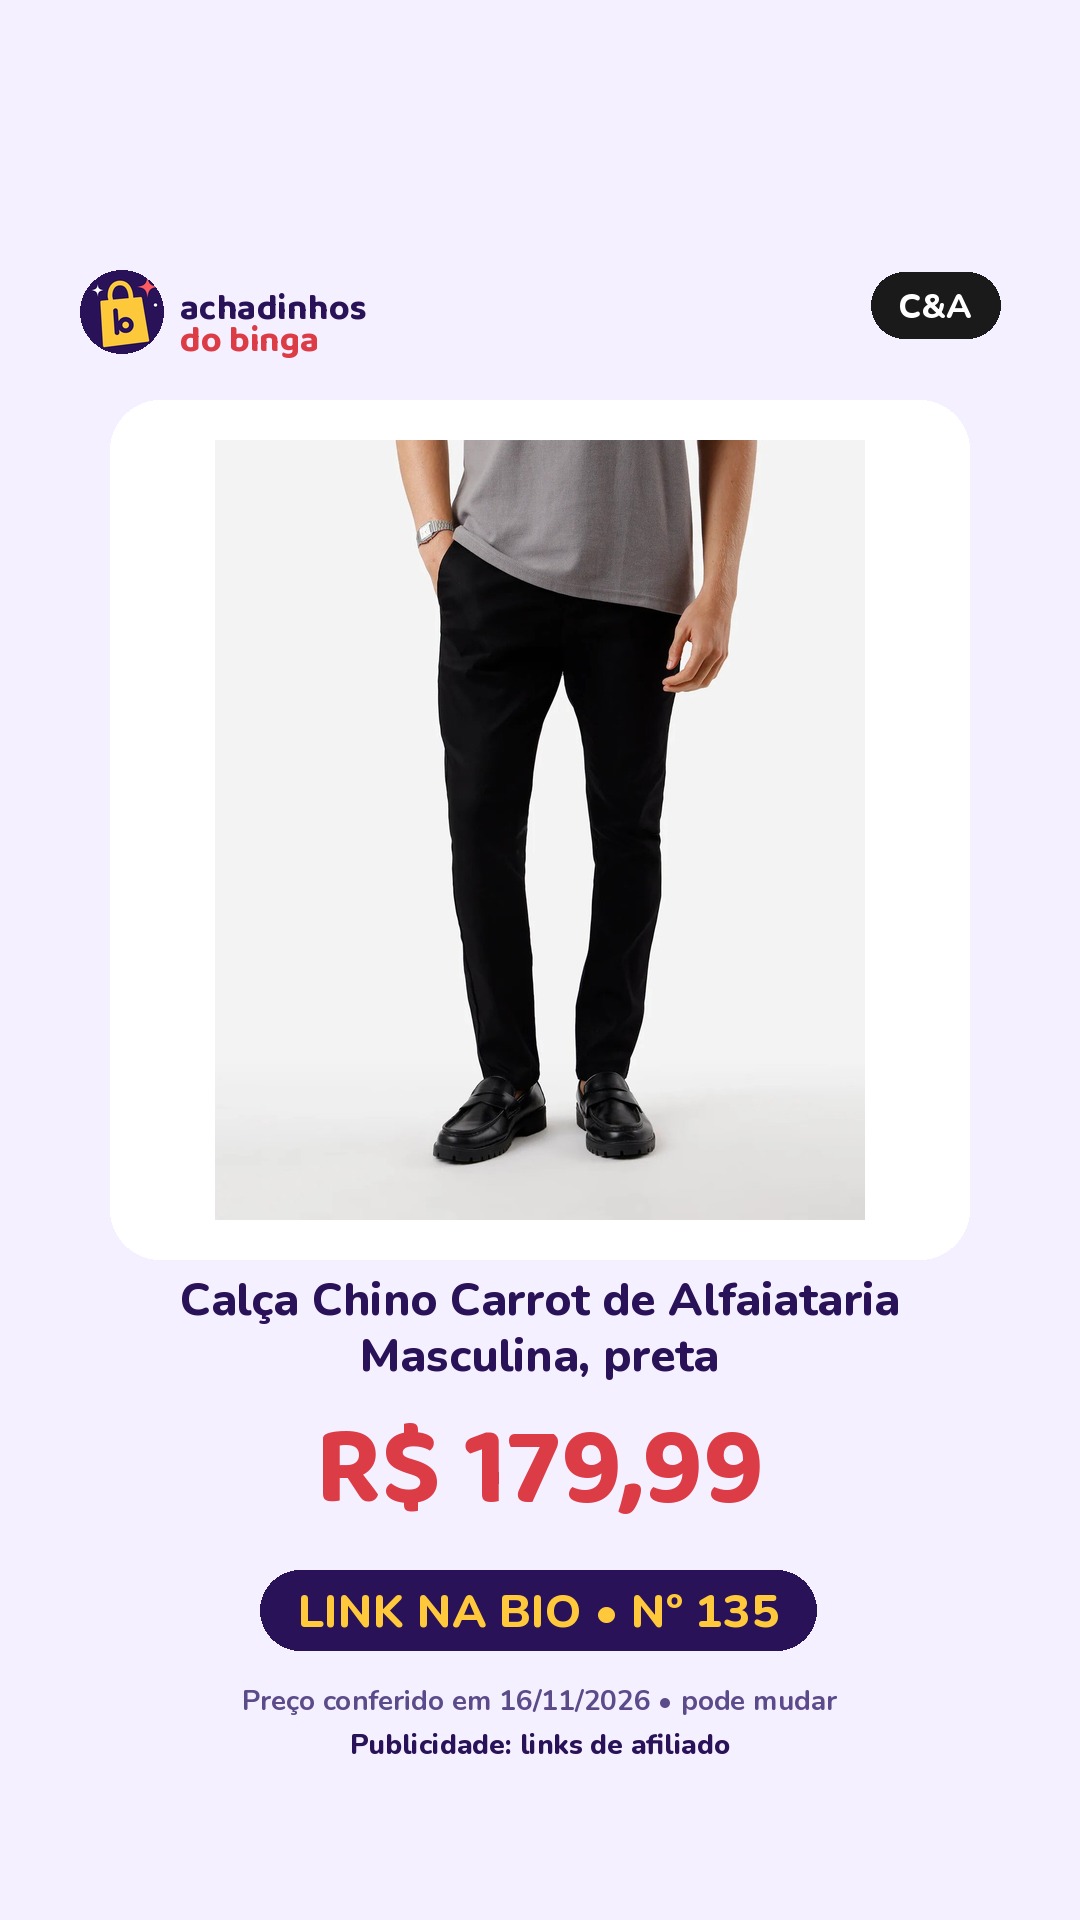 b
achadinhos
do binga
C&A
Calça Chino Carrot de Alfaiataria
Masculina, preta
R$ 179,99
LINK NA BIO • Nº 135
Preço conferido em 16/11/2026 • pode mudar
Publicidade: links de afiliado